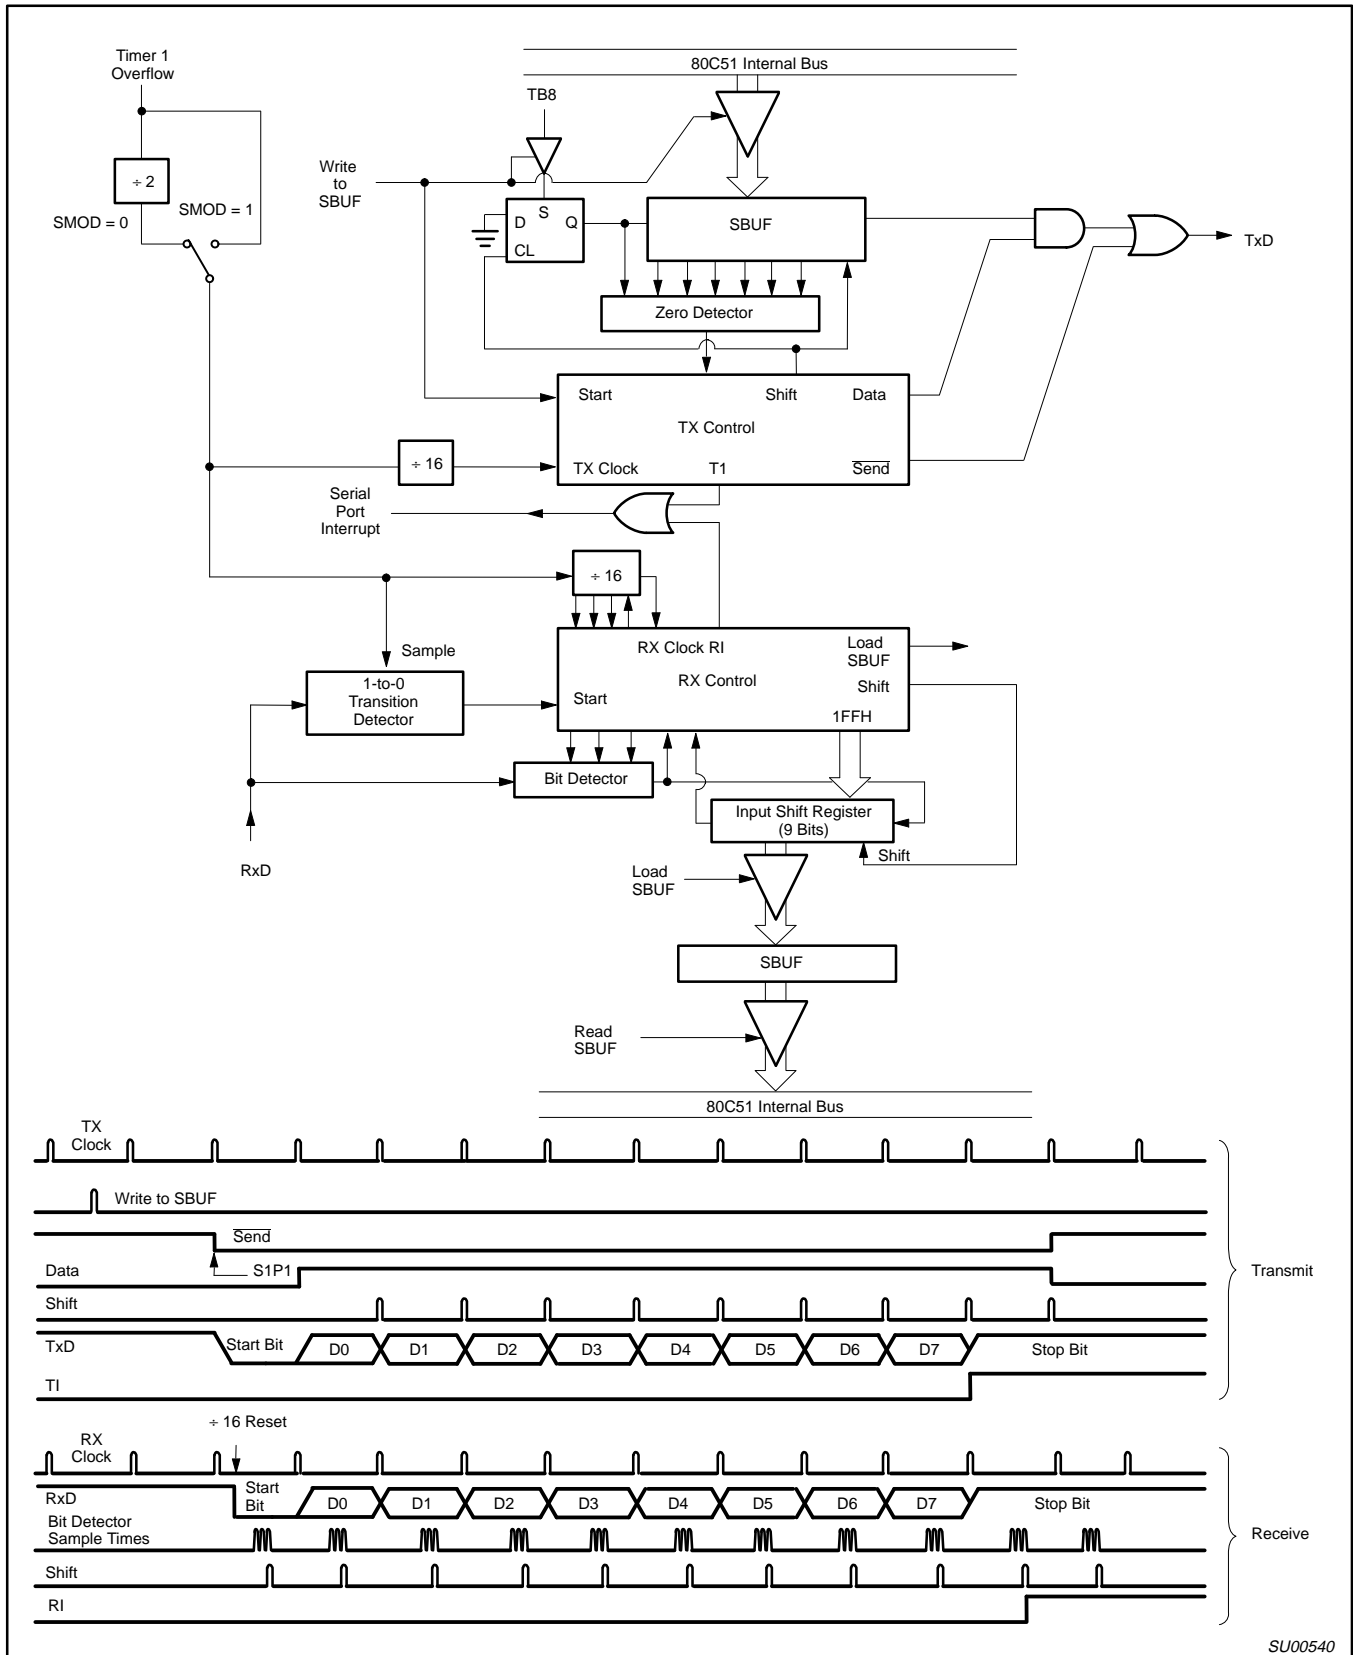 Timer 1
Overflow
80C51 Internal Bus
TB8
Write
to
SBUF
÷ 2
SMOD = 0
SMOD = 1
D
S
Q
CL
SBUF
TxD
Zero Detector
Start
Shift
Data
TX Control
÷ 16
TX Clock
T1
Send
Serial
Port
Interrupt
÷ 16
Sample
RX Clock
RI
Load
SBUF
RX Control
Shift
Start
1FFH
1-to-0
Transition
Detector
Bit Detector
Input Shift Register
(9 Bits)
Shift
RxD
Load
SBUF
SBUF
Read
SBUF
80C51 Internal Bus
TX
Clock
Write to SBUF
Send
Data
S1P1
Shift
TxD
Start Bit
D0
D1
D2
D3
D4
D5
D6
D7
Stop Bit
TI
Transmit
÷ 16 Reset
RX
Clock
RxD
Start
Bit
D0
D1
D2
D3
D4
D5
D6
D7
Stop Bit
Bit Detector
Sample Times
Shift
RI
Receive
SU00540